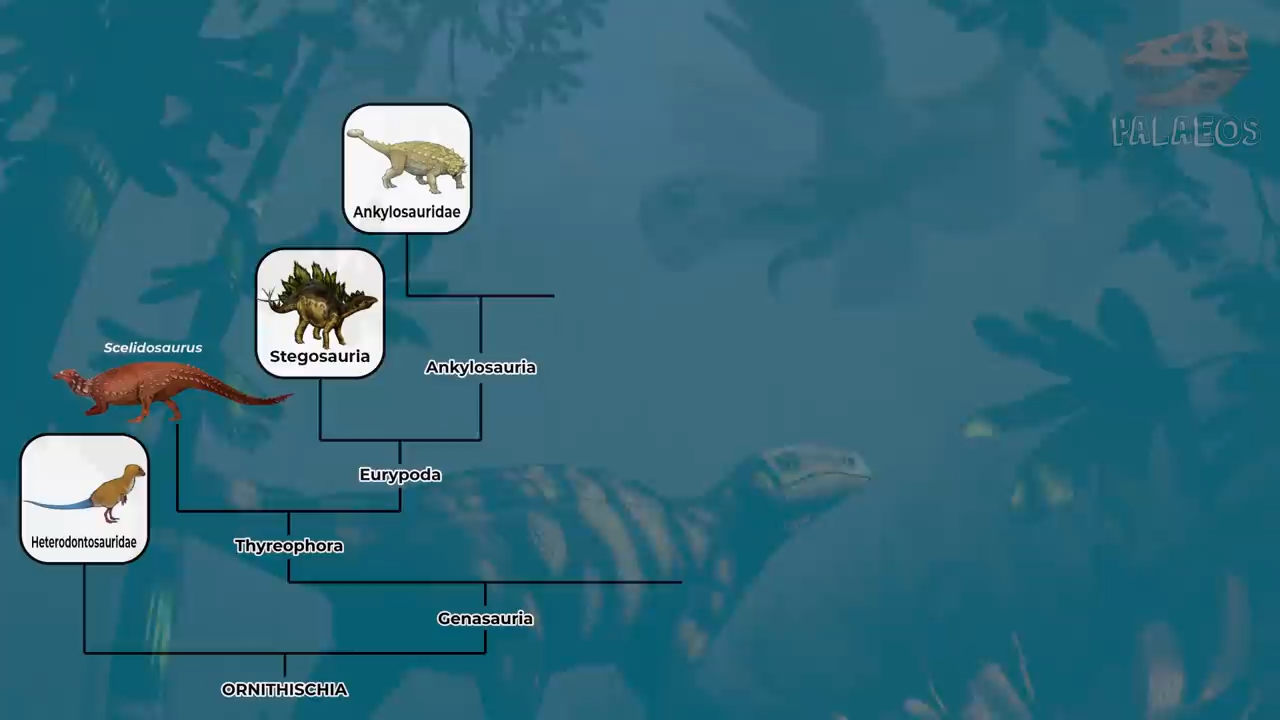 PALAEOS
Ankylosauridae
Stegosauria
Scelidosaurus
Ankylosauria
Eurypoda
Heterodontosauridae
Thyreophora
Genasauria
ORNITHISCHIA